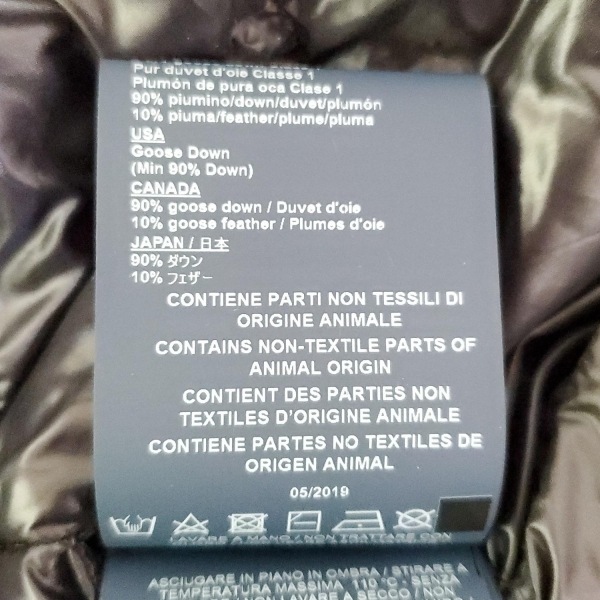 Pur duvet d'oie Classe 1
Plumón de pura oca Clase 1
90% piumino/down/duvet/plumón
10% piuma/feather/plume/pluma
USA
Goose Down
(Min 90% Down)
CANADA
90% goose down / Duvet d'oie
10% goose feather / Plumes d'oie
JAPAN / 日本
90% ダウン
10% フェザー
CONTIENE PARTI NON TESSILI DI
ORIGINE ANIMALE
CONTAINS NON-TEXTILE PARTS OF
ANIMAL ORIGIN
CONTIENT DES PARTIES NON
TEXTILES D'ORIGINE ANIMALE
CONTIENE PARTES NO TEXTILES DE
ORIGEN ANIMAL
05/2019
LAVARE A MANO / NON TRATTARE CON
ASCIUGARE IN PIANO IN OMBRA / STIRARE A
TEMPERATURA MASSIMA 110 °C - SENZA
/ NON LAVARE A SECCO / NON